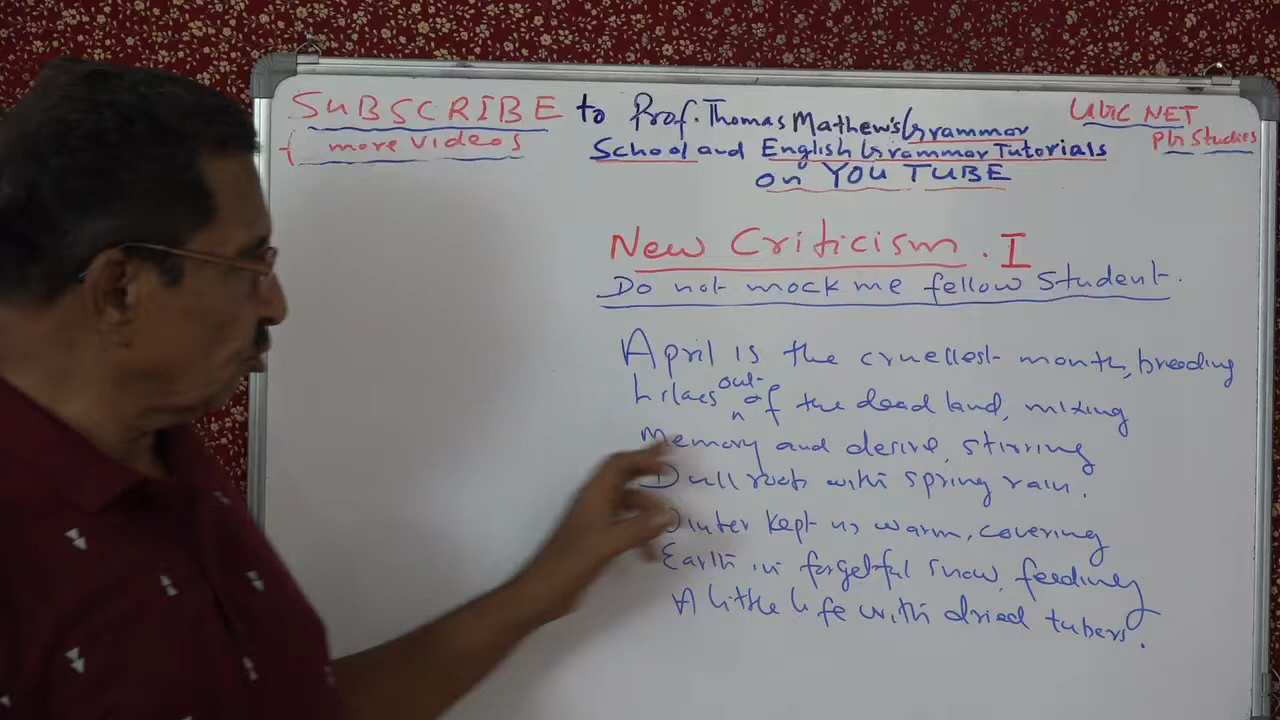 SUBSCRIBE to Prof. Thomas Mathew's Grammar
{ more videos
School and English Grammar Tutorials
on YOU TUBE
UGC NET
Ph Studies
New Criticism. I
Do not mock me fellow student.
April is the cruellest month, breeding
Lilacs out of the dead land, mixing
Memory and desire, stirring
Dull roots with spring rain.
Winter kept us warm, covering
Earth in forgetful snow, feeding
A little life with dried tubers.